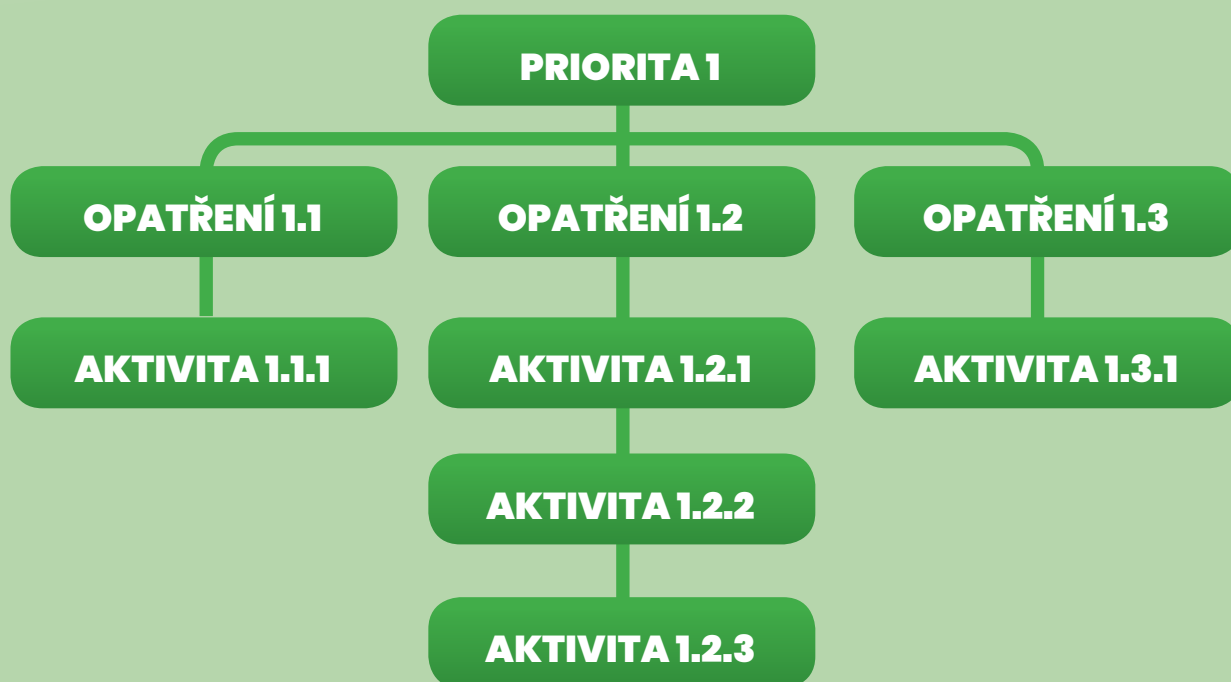 PRIORITA 1
OPATŘENÍ 1.1
OPATŘENÍ 1.2
OPATŘENÍ 1.3
AKTIVITA 1.1.1
AKTIVITA 1.2.1
AKTIVITA 1.3.1
AKTIVITA 1.2.2
AKTIVITA 1.2.3